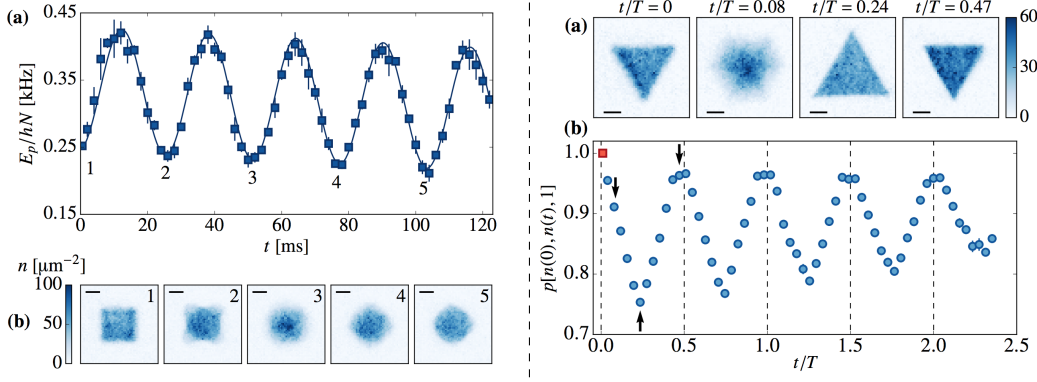 (a)
E_p/hN [kHz]
0.45
0.35
0.25
0.15
1
2
3
4
5
0 20 40 60 80 100 120
t [ms]
n [μm⁻²]
100
50
0
(b)
1 2 3 4 5
(a)
t/T = 0 t/T = 0.08 t/T = 0.24 t/T = 0.47
60
30
0
(b)
p[n(0), n(t), 1]
1.0
0.9
0.8
0.7
0.0 0.5 1.0 1.5 2.0 2.5
t/T